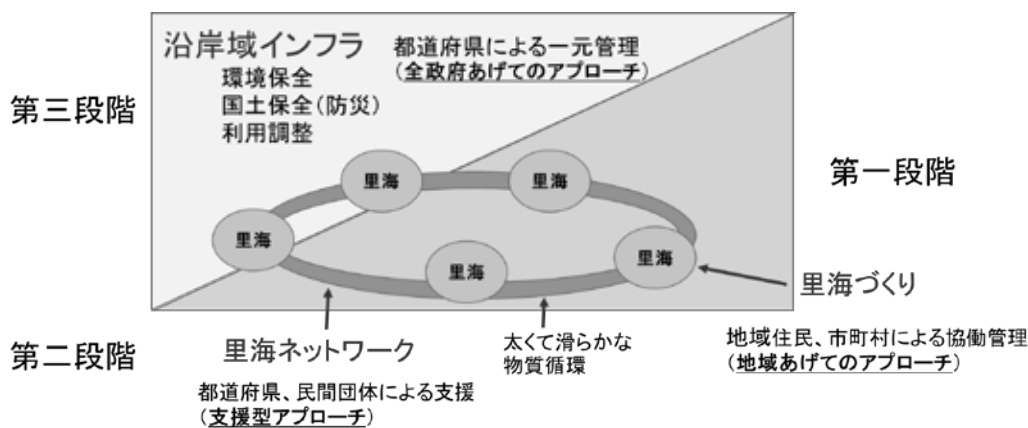 沿岸域インフラ
環境保全
国土保全(防災)
利用調整
都道府県による一元管理
(全政府あげてのアプローチ)
第三段階
第一段階
里海
里海
里海
里海
里海
里海づくり
地域住民、市町村による協働管理
(地域あげてのアプローチ)
太くて滑らかな
物質循環
第二段階
里海ネットワーク
都道府県、民間団体による支援
(支援型アプローチ)